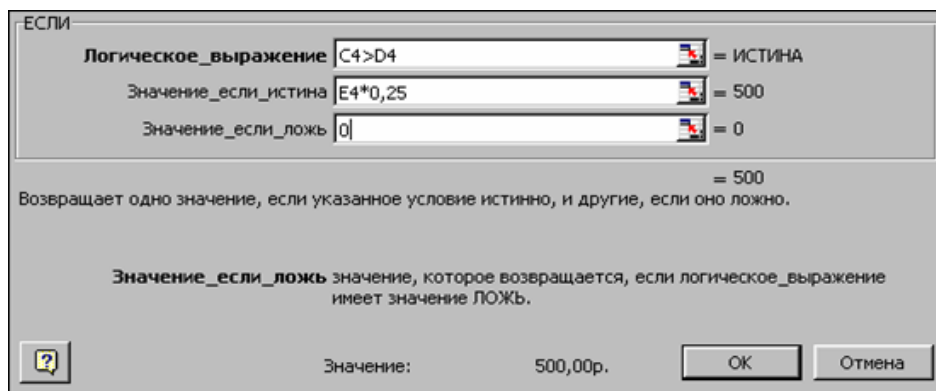 ЕСЛИ
Логическое_выражение C4>D4 = ИСТИНА
Значение_если_истина E4*0,25 = 500
Значение_если_ложь 0 = 0
= 500
Возвращает одно значение, если указанное условие истинно, и другие, если оно ложно.
Значение_если_ложь значение, которое возвращается, если логическое_выражение
имеет значение ЛОЖЬ.
? Значение: 500,00р. OK Отмена